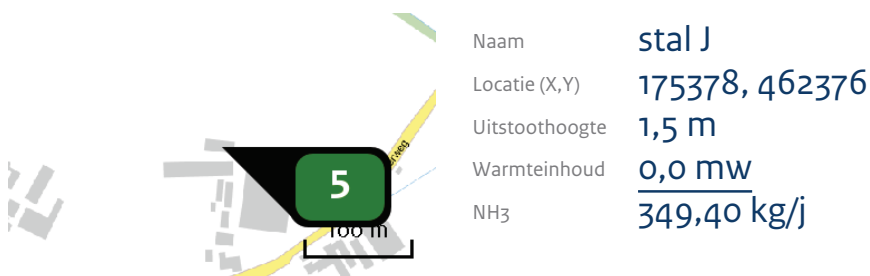 Naam stal J
Locatie (X,Y) 175378, 462376
Uitstoothoogte 1,5 m
Warmteinhoud 0,0 mw
NH3 349,40 kg/j
5
100 m